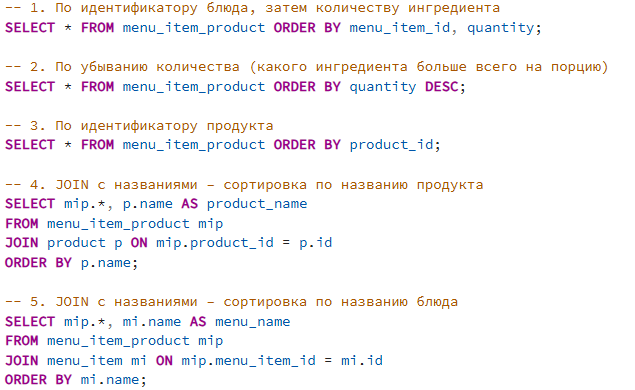 -- 1. По идентификатору блюда, затем количеству ингредиента
SELECT * FROM menu_item_product ORDER BY menu_item_id, quantity;
-- 2. По убыванию количества (какого ингредиента больше всего на порцию)
SELECT * FROM menu_item_product ORDER BY quantity DESC;
-- 3. По идентификатору продукта
SELECT * FROM menu_item_product ORDER BY product_id;
-- 4. JOIN с названиями – сортировка по названию продукта
SELECT mip.*, p.name AS product_name
FROM menu_item_product mip
JOIN product p ON mip.product_id = p.id
ORDER BY p.name;
-- 5. JOIN с названиями – сортировка по названию блюда
SELECT mip.*, mi.name AS menu_name
FROM menu_item_product mip
JOIN menu_item mi ON mip.menu_item_id = mi.id
ORDER BY mi.name;